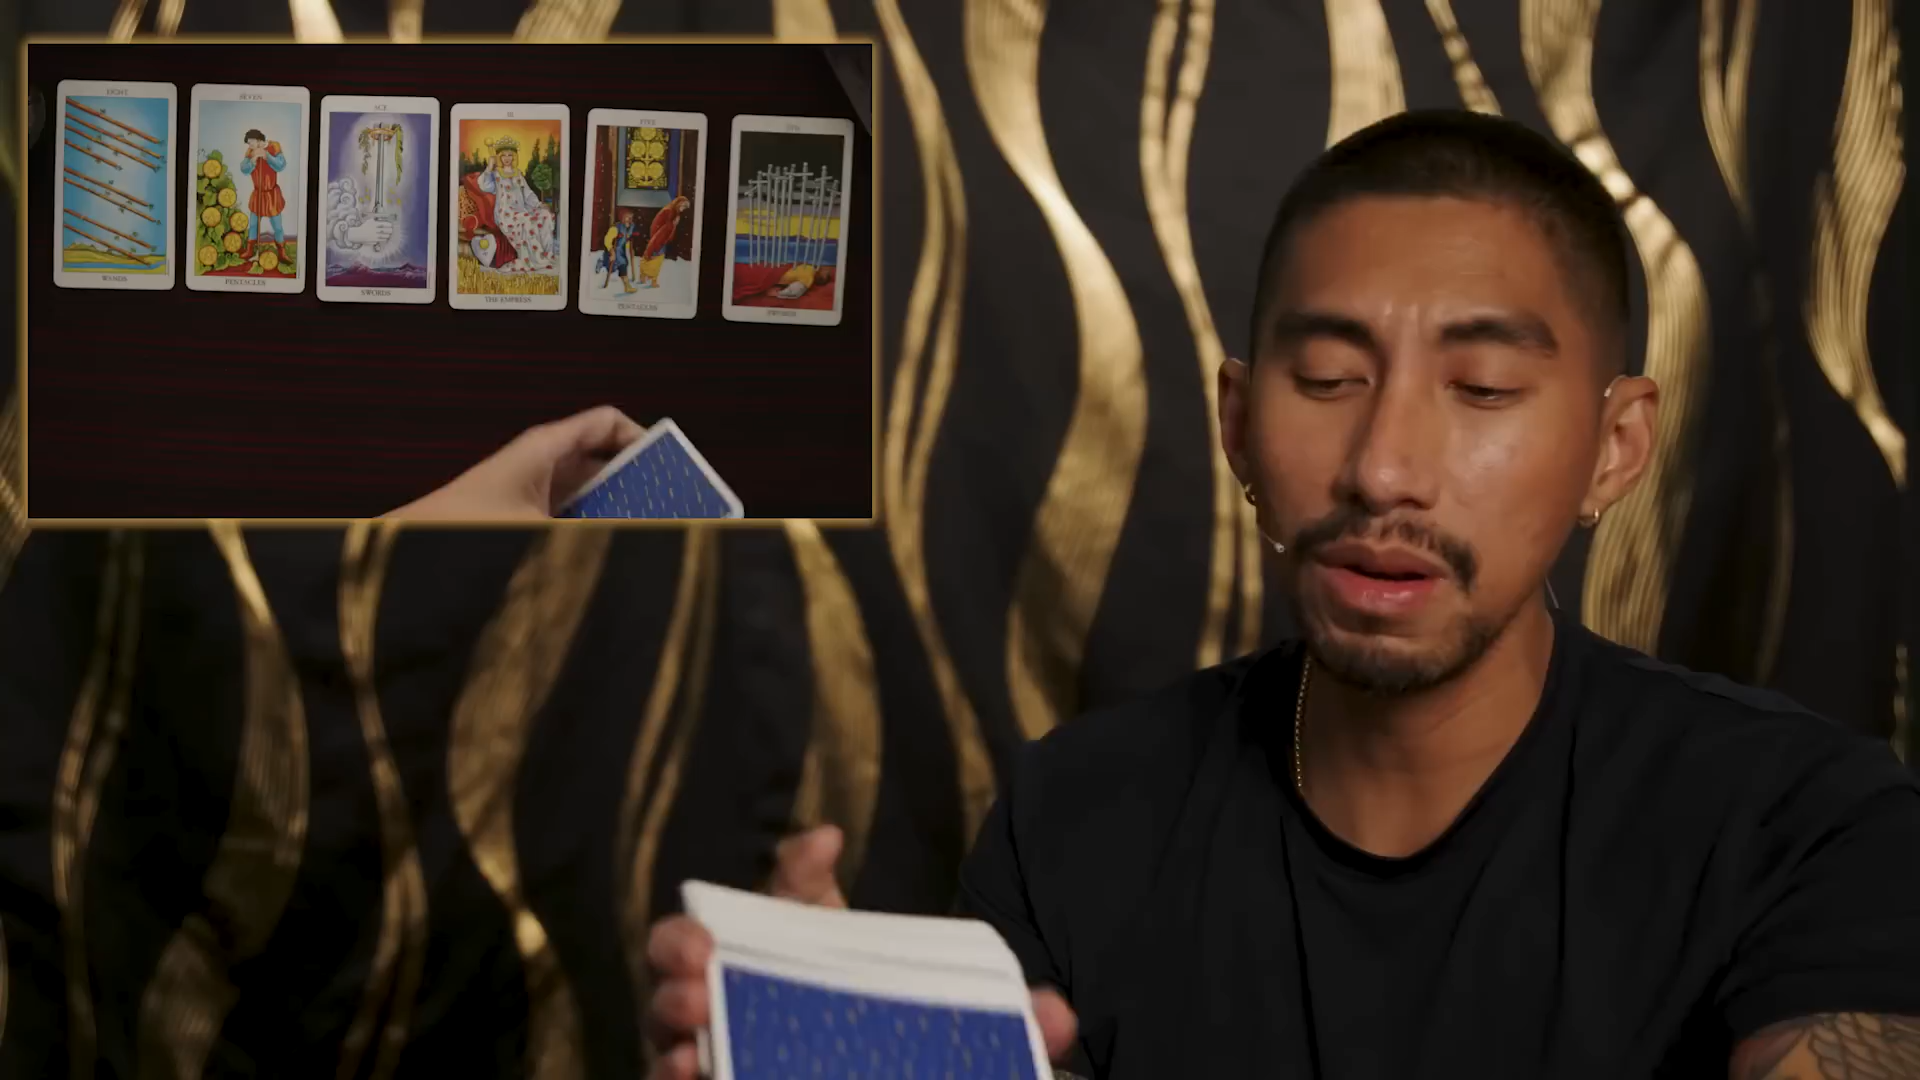 EIGHT
WANDS
SEVEN
PENTACLES
ACE
SWORDS
III
THE EMPRESS
FIVE
PENTACLES
TEN
SWORDS